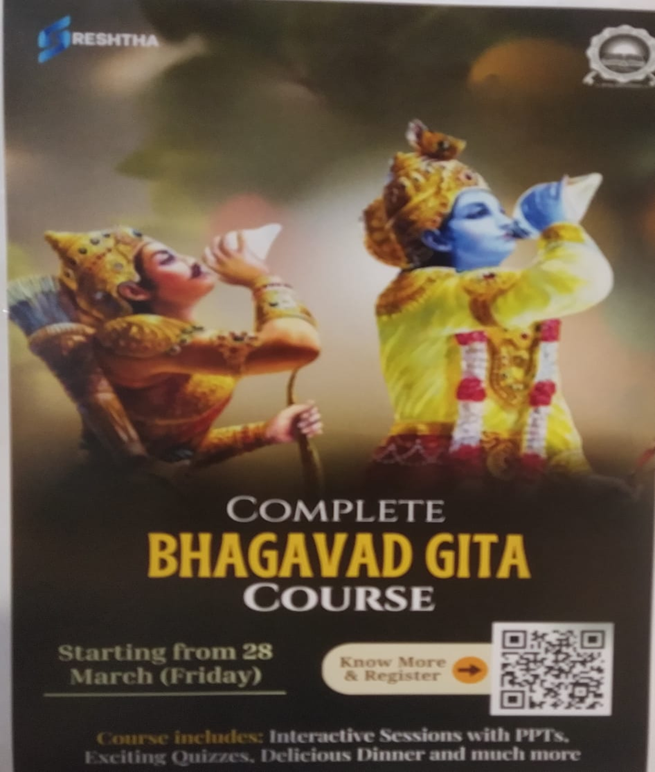 SRESHTHA
COMPLETE
BHAGAVAD GITA
COURSE
Starting from 28
March (Friday)
Know More
& Register
Course includes: Interactive Sessions with PPTs,
Exciting Quizzes, Delicious Dinner and much more